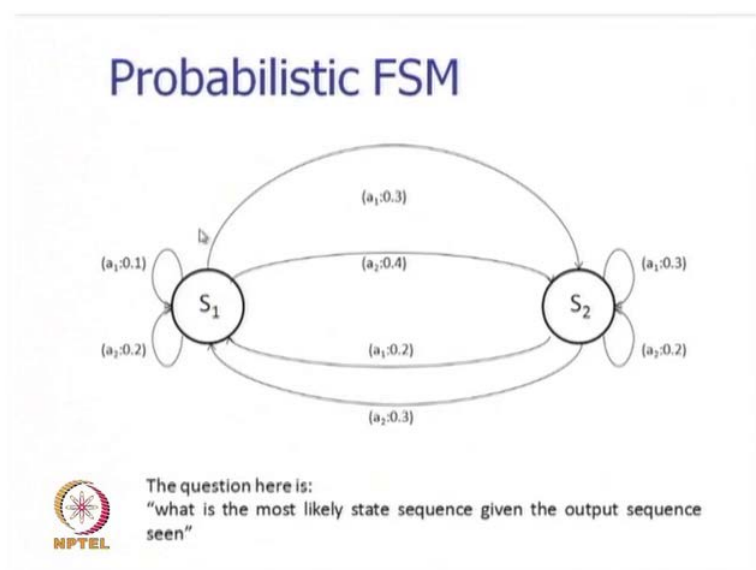 Probabilistic FSM
(a₁:0.3)
(a₁:0.1)
(a₂:0.4)
(a₁:0.3)
S₁
S₂
(a₂:0.2)
(a₁:0.2)
(a₂:0.2)
(a₂:0.3)
The question here is:
"what is the most likely state sequence given the output sequence
seen"
NPTEL